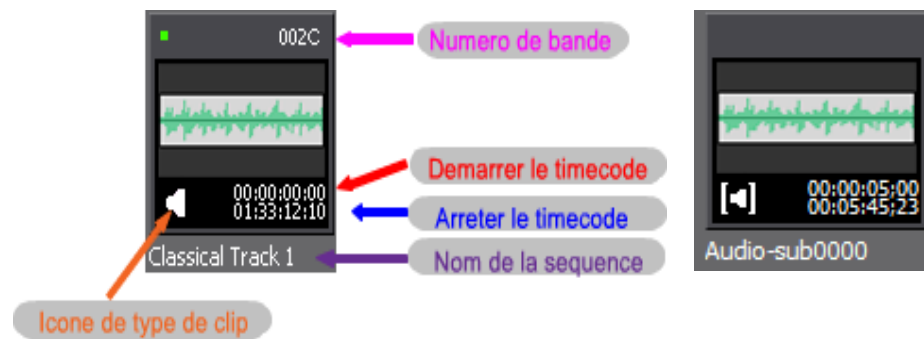 002C
Numero de bande
Demarrer le timecode
00:00:00:00
01:33:12:10
Arreter le timecode
Classical Track 1
Nom de la sequence
Icone de type de clip
00:00:05;00
00:05:45;23
Audio-sub0000